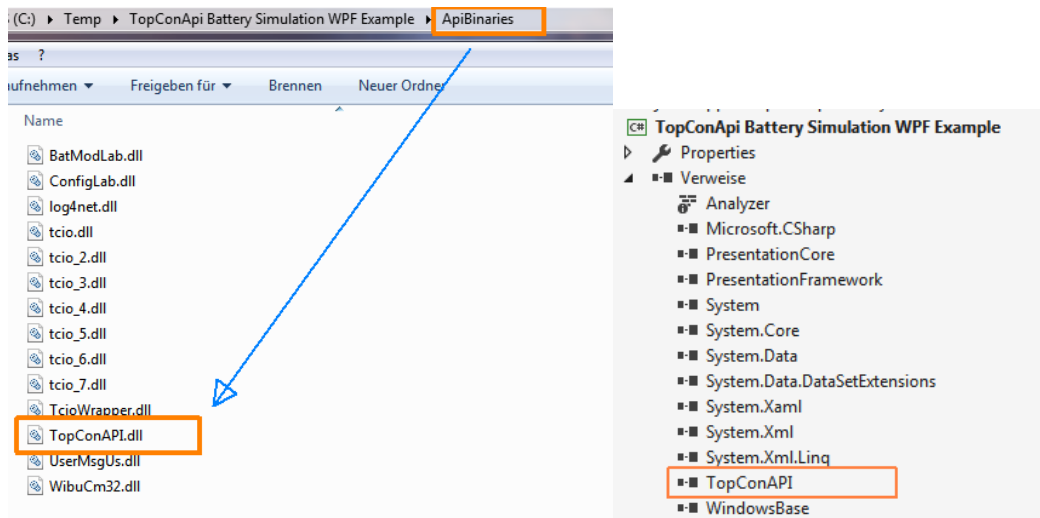 (C:) ▸ Temp ▸ TopConApi Battery Simulation WPF Example ▸ ApiBinaries
as ?
ufnehmen Freigeben für Brennen Neuer Ordner
Name
BatModLab.dll
ConfigLab.dll
log4net.dll
tcio.dll
tcio_2.dll
tcio_3.dll
tcio_4.dll
tcio_5.dll
tcio_6.dll
tcio_7.dll
TcioWrapper.dll
TopConAPI.dll
UserMsgUs.dll
WibuCm32.dll
C# TopConApi Battery Simulation WPF Example
Properties
Verweise
Analyzer
Microsoft.CSharp
PresentationCore
PresentationFramework
System
System.Core
System.Data
System.Data.DataSetExtensions
System.Xaml
System.Xml
System.Xml.Linq
TopConAPI
WindowsBase